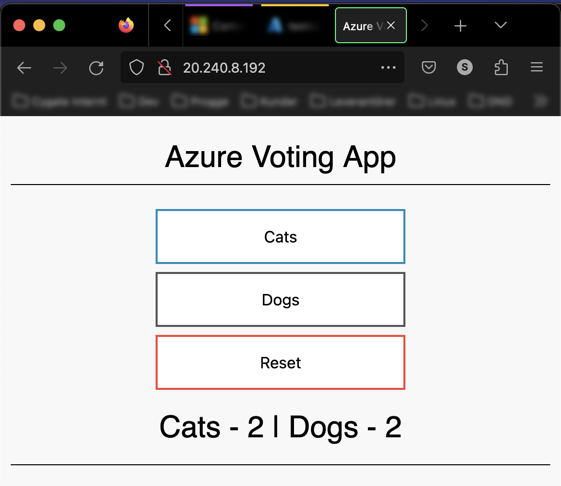 Azure V
20.240.8.192
S
Azure Voting App
Cats
Dogs
Reset
Cats - 2 | Dogs - 2